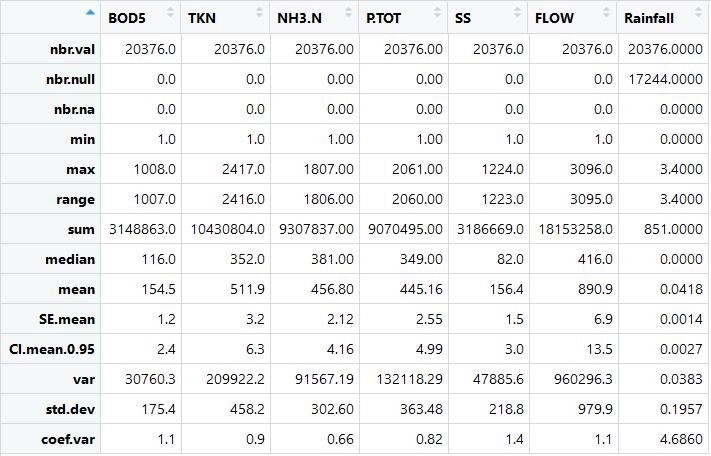 BOD5 TKN NH3.N P.TOT SS FLOW Rainfall
nbr.val 20376.0 20376.0 20376.00 20376.00 20376.0 20376.0 20376.0000
nbr.null 0.0 0.0 0.00 0.00 0.0 0.0 17244.0000
nbr.na 0.0 0.0 0.00 0.00 0.0 0.0 0.0000
min 1.0 1.0 1.00 1.00 1.0 1.0 0.0000
max 1008.0 2417.0 1807.00 2061.00 1224.0 3096.0 3.4000
range 1007.0 2416.0 1806.00 2060.00 1223.0 3095.0 3.4000
sum 3148863.0 10430804.0 9307837.00 9070495.00 3186669.0 18153258.0 851.0000
median 116.0 352.0 381.00 349.00 82.0 416.0 0.0000
mean 154.5 511.9 456.80 445.16 156.4 890.9 0.0418
SE.mean 1.2 3.2 2.12 2.55 1.5 6.9 0.0014
CI.mean.0.95 2.4 6.3 4.16 4.99 3.0 13.5 0.0027
var 30760.3 209922.2 91567.19 132118.29 47885.6 960296.3 0.0383
std.dev 175.4 458.2 302.60 363.48 218.8 979.9 0.1957
coef.var 1.1 0.9 0.66 0.82 1.4 1.1 4.6860